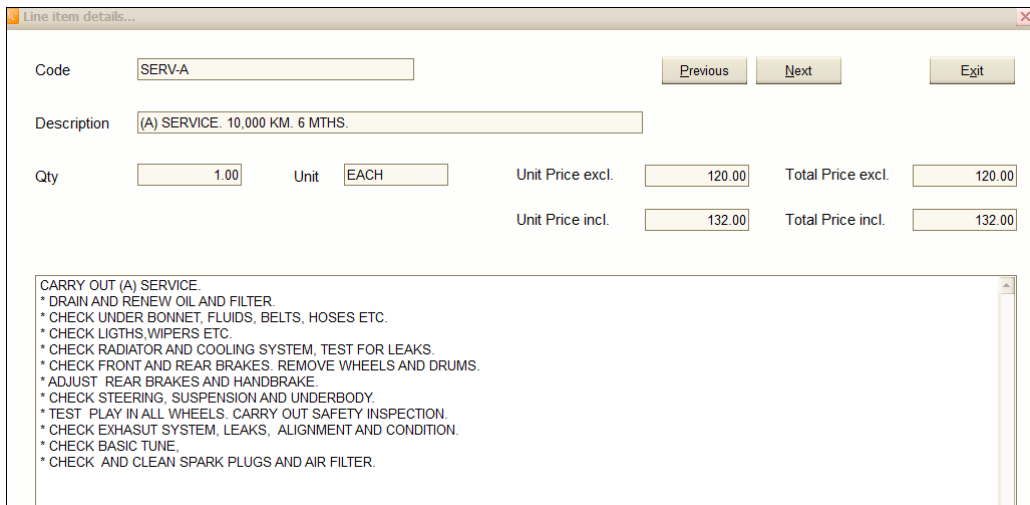 Line item details...
Code SERV-A Previous Next Exit
Description (A) SERVICE. 10,000 KM. 6 MTHS.
Qty 1.00 Unit EACH Unit Price excl. 120.00 Total Price excl. 120.00
Unit Price incl. 132.00 Total Price incl. 132.00
CARRY OUT (A) SERVICE.
* DRAIN AND RENEW OIL AND FILTER.
* CHECK UNDER BONNET, FLUIDS, BELTS, HOSES ETC.
* CHECK LIGTHS,WIPERS ETC.
* CHECK RADIATOR AND COOLING SYSTEM, TEST FOR LEAKS.
* CHECK FRONT AND REAR BRAKES. REMOVE WHEELS AND DRUMS.
* ADJUST  REAR BRAKES AND HANDBRAKE.
* CHECK STEERING, SUSPENSION AND UNDERBODY.
* TEST  PLAY IN ALL WHEELS. CARRY OUT SAFETY INSPECTION.
* CHECK EXHASUT SYSTEM, LEAKS,  ALIGNMENT AND CONDITION.
* CHECK BASIC TUNE,
* CHECK  AND CLEAN SPARK PLUGS AND AIR FILTER.